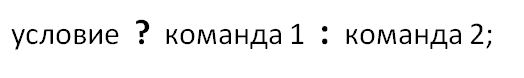 условие ? команда 1 : команда 2;